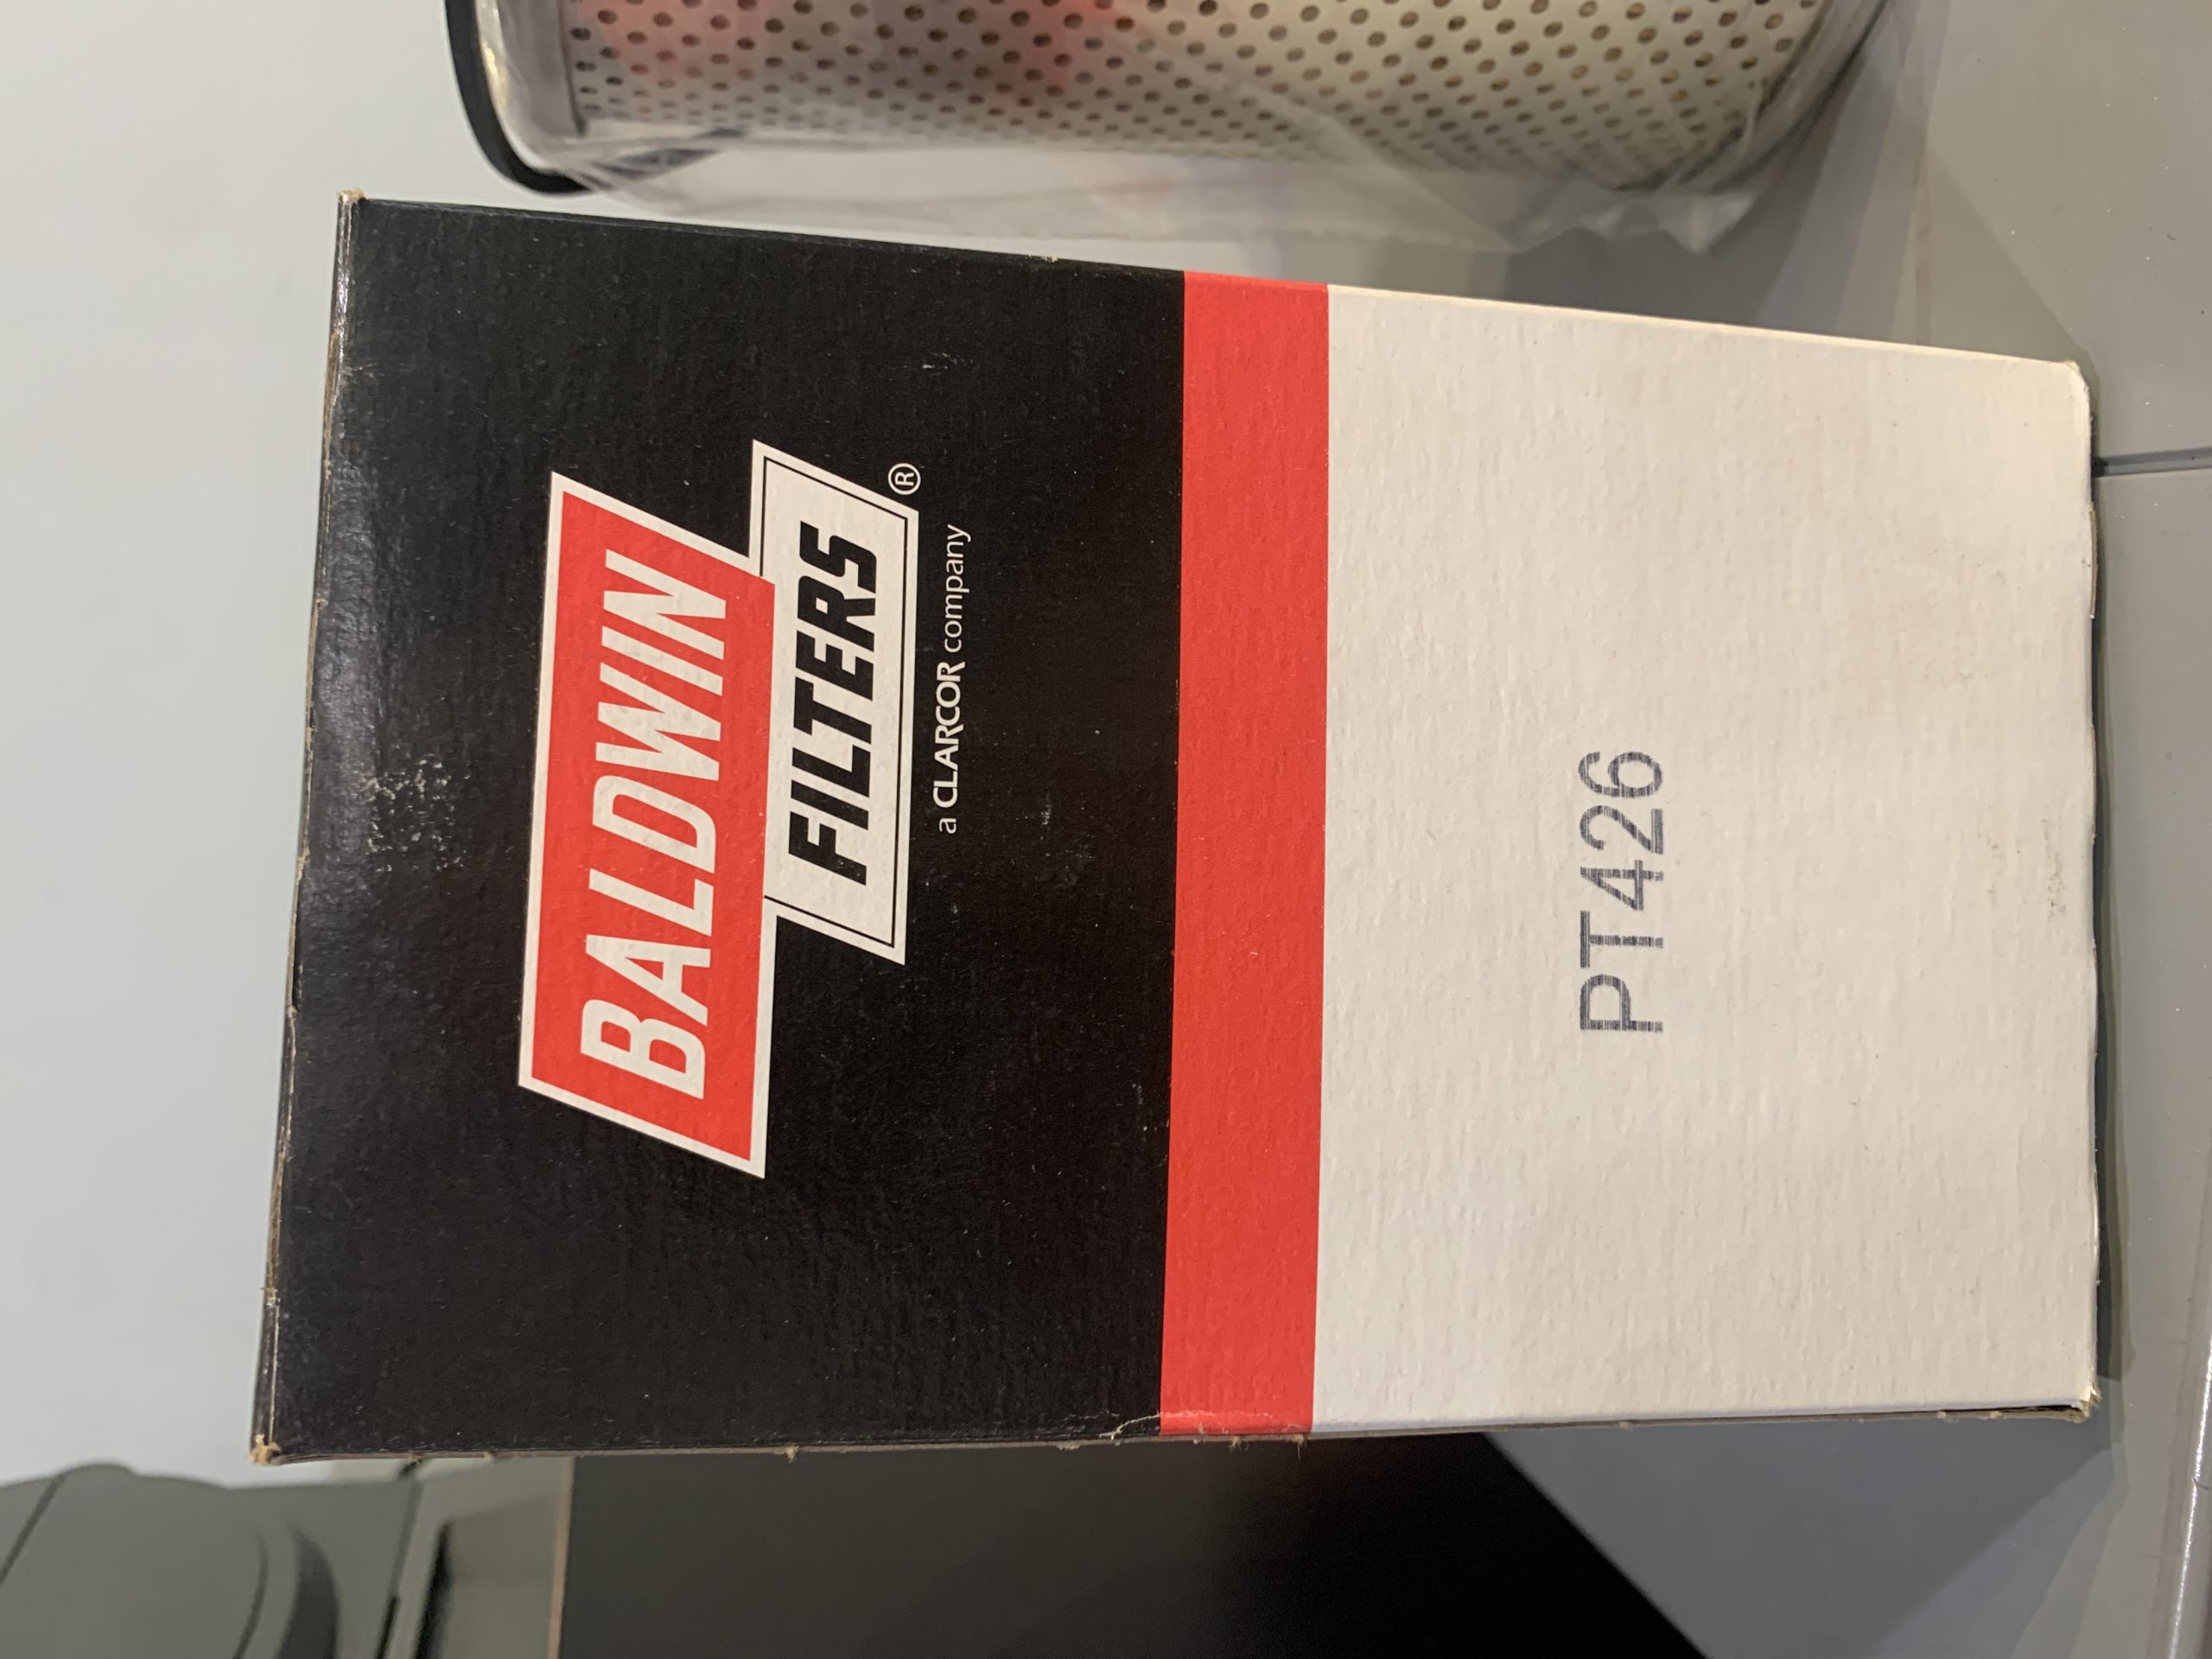 BALDWIN
FILTERS®
a CLARCOR company
PT426